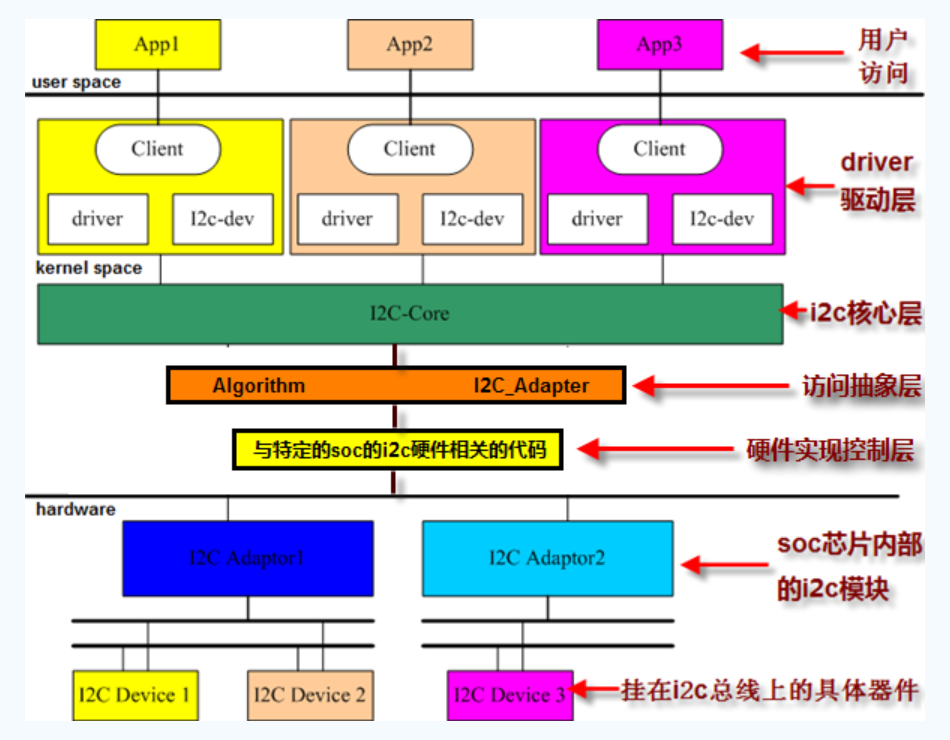 App1
App2
App3
用户
访问
user space
Client
Client
Client
driver
驱动层
driver
I2c-dev
driver
I2c-dev
driver
I2c-dev
kernel space
I2C-Core
i2c核心层
Algorithm
I2C_Adapter
访问抽象层
与特定的soc的i2c硬件相关的代码
硬件实现控制层
hardware
I2C Adaptor1
I2C Adaptor2
soc芯片内部
的i2c模块
I2C Device 1
I2C Device 2
I2C Device 3
挂在i2c总线上的具体器件